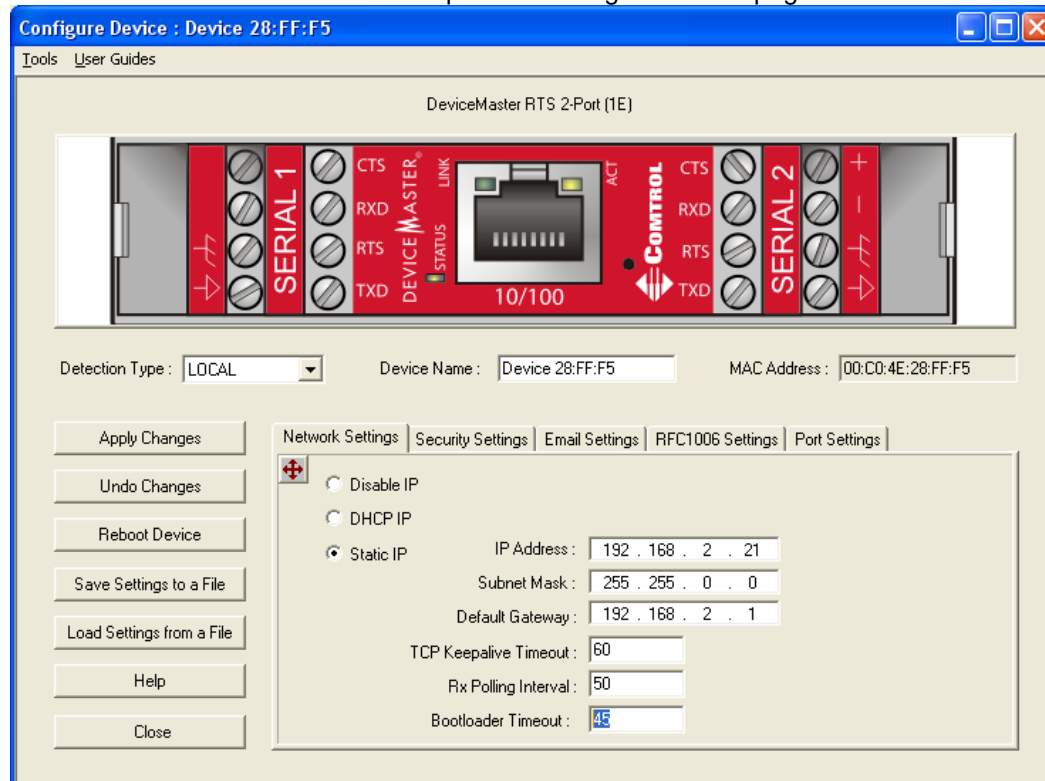 Configure Device : Device 28:FF:F5
Tools User Guides
DeviceMaster RTS 2-Port (1E)
SERIAL 1
CTS
RXD
RTS
TXD
DEVICEMASTER®
LINK
STATUS
ACT
10/100
COMTROL
CTS
RXD
RTS
TXD
SERIAL 2
+
–
Detection Type : LOCAL Device Name : Device 28:FF:F5 MAC Address : 00:C0:4E:28:FF:F5
Apply Changes
Undo Changes
Reboot Device
Save Settings to a File
Load Settings from a File
Help
Close
Network Settings Security Settings Email Settings RFC1006 Settings Port Settings
Disable IP
DHCP IP
Static IP IP Address : 192 . 168 . 2 . 21
Subnet Mask : 255 . 255 . 0 . 0
Default Gateway : 192 . 168 . 2 . 1
TCP Keepalive Timeout : 60
Rx Polling Interval : 50
Bootloader Timeout : 45